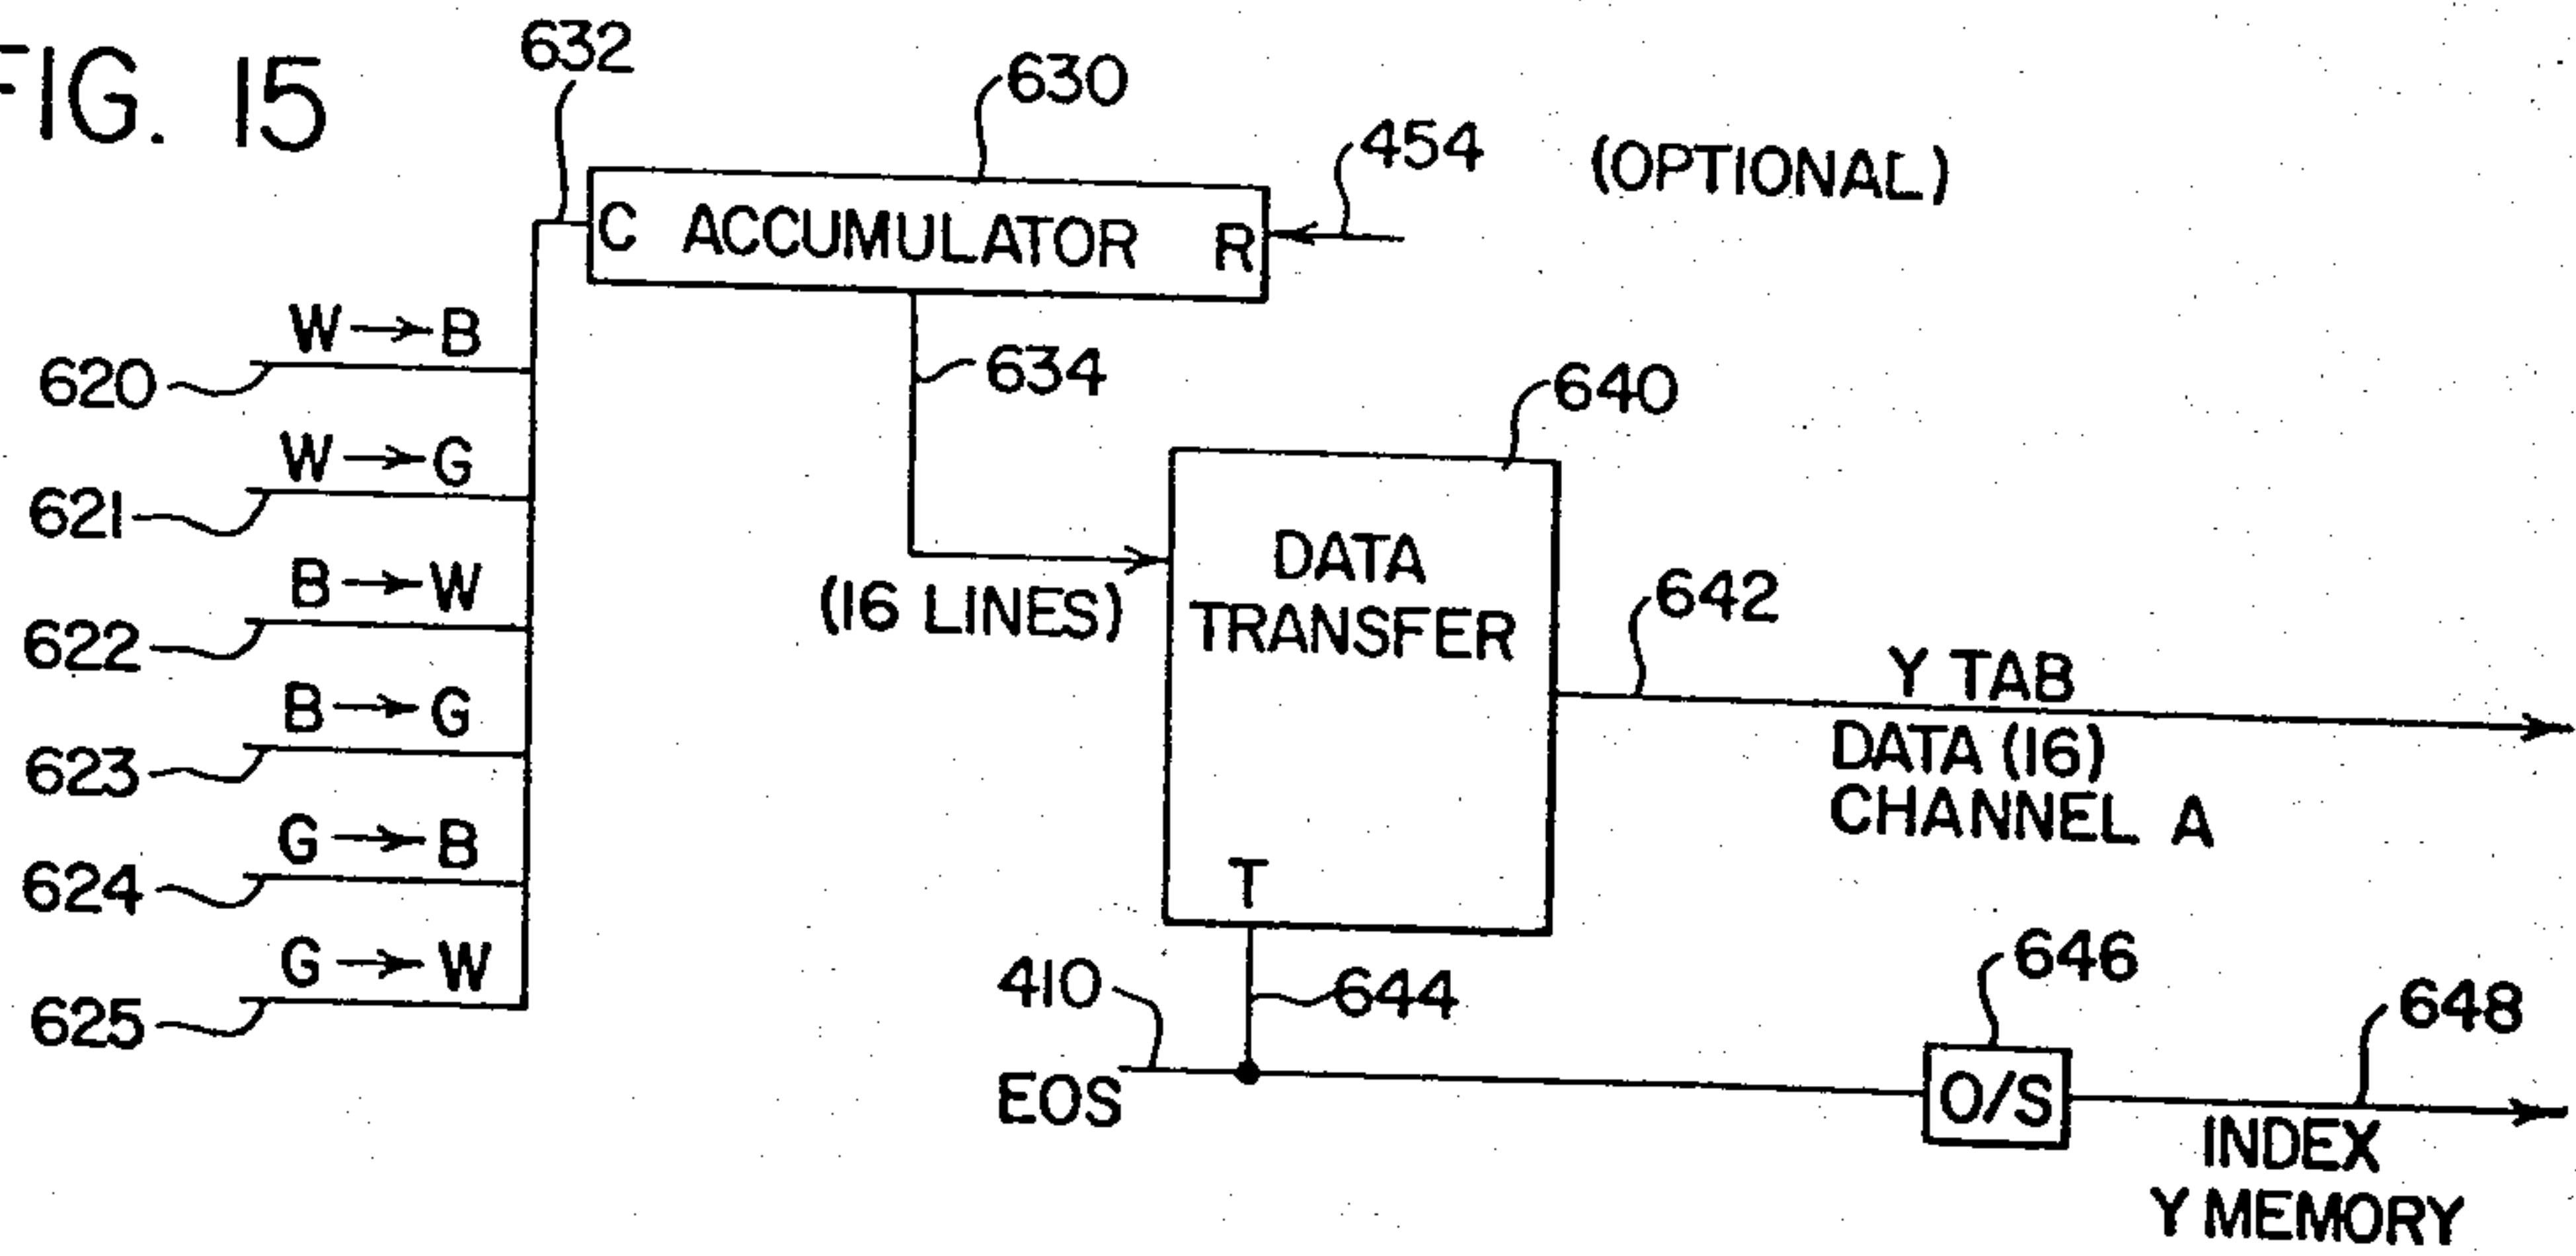 FIG. 15
632
630
454
(OPTIONAL)
C ACCUMULATOR R
W→B
620
634
W→G
621
640
B→W
622
(16 LINES)
DATA
TRANSFER
642
B→G
623
Y TAB
DATA (16)
CHANNEL A
G→B
624
T
G→W
625
410
644
646
648
EOS
O/S
INDEX
Y MEMORY